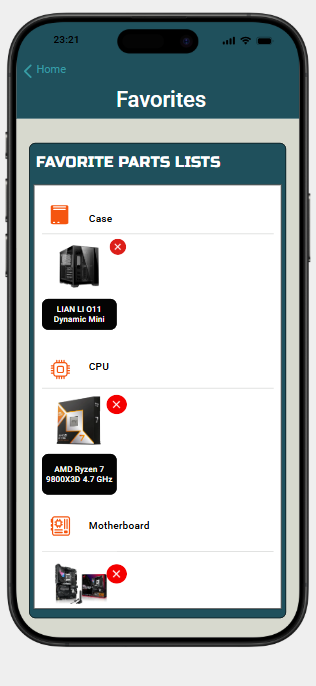 23:21
Home
Favorites
FAVORITE PARTS LISTS
Case
LIAN LI O11
Dynamic Mini
CPU
AMD Ryzen 7
9800X3D 4.7 GHz
Motherboard